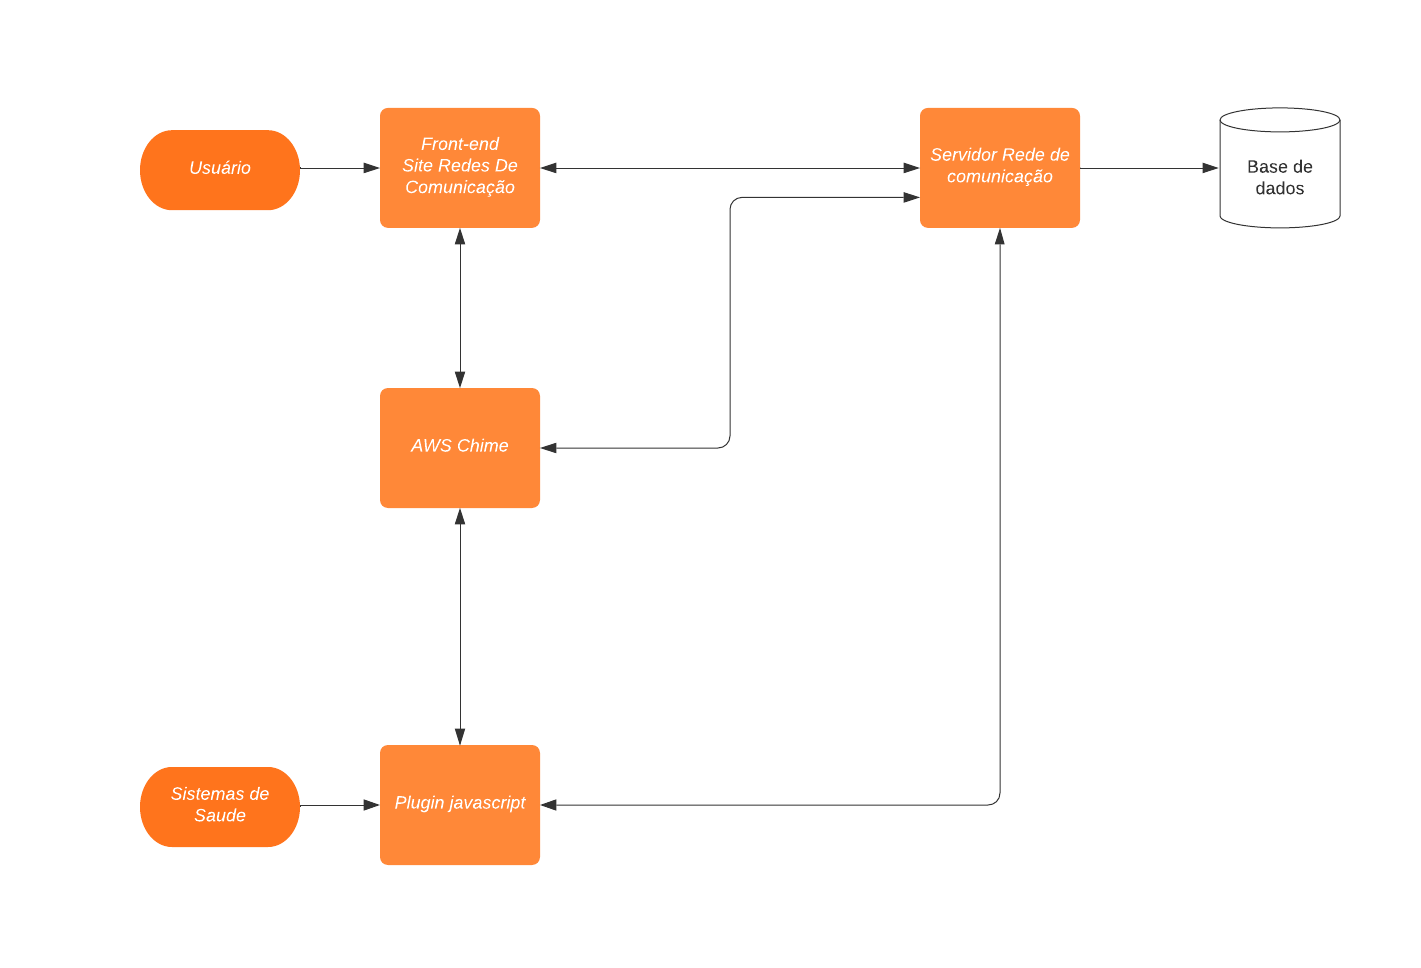 Usuário
Front-end
Site Redes De
Comunicação
Servidor Rede de
comunicação
Base de
dados
AWS Chime
Sistemas de
Saude
Plugin javascript